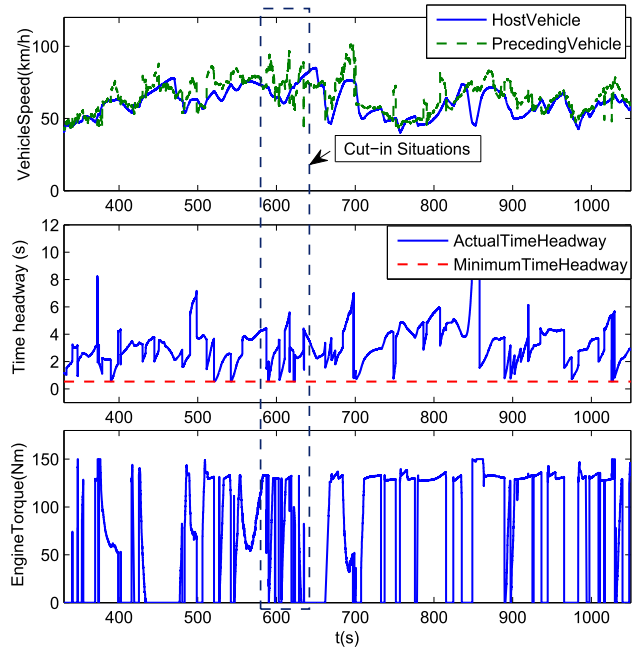 HostVehicle
PrecedingVehicle
VehicleSpeed(km/h)
100
50
0
Cut−in Situations
400 500 600 700 800 900 1000
ActualTimeHeadway
MinimumTimeHeadway
Time headway (s)
12
10
8
6
4
2
0
400 500 600 700 800 900 1000
EngineTorque(Nm)
150
100
50
0
400 500 600 700 800 900 1000
t(s)